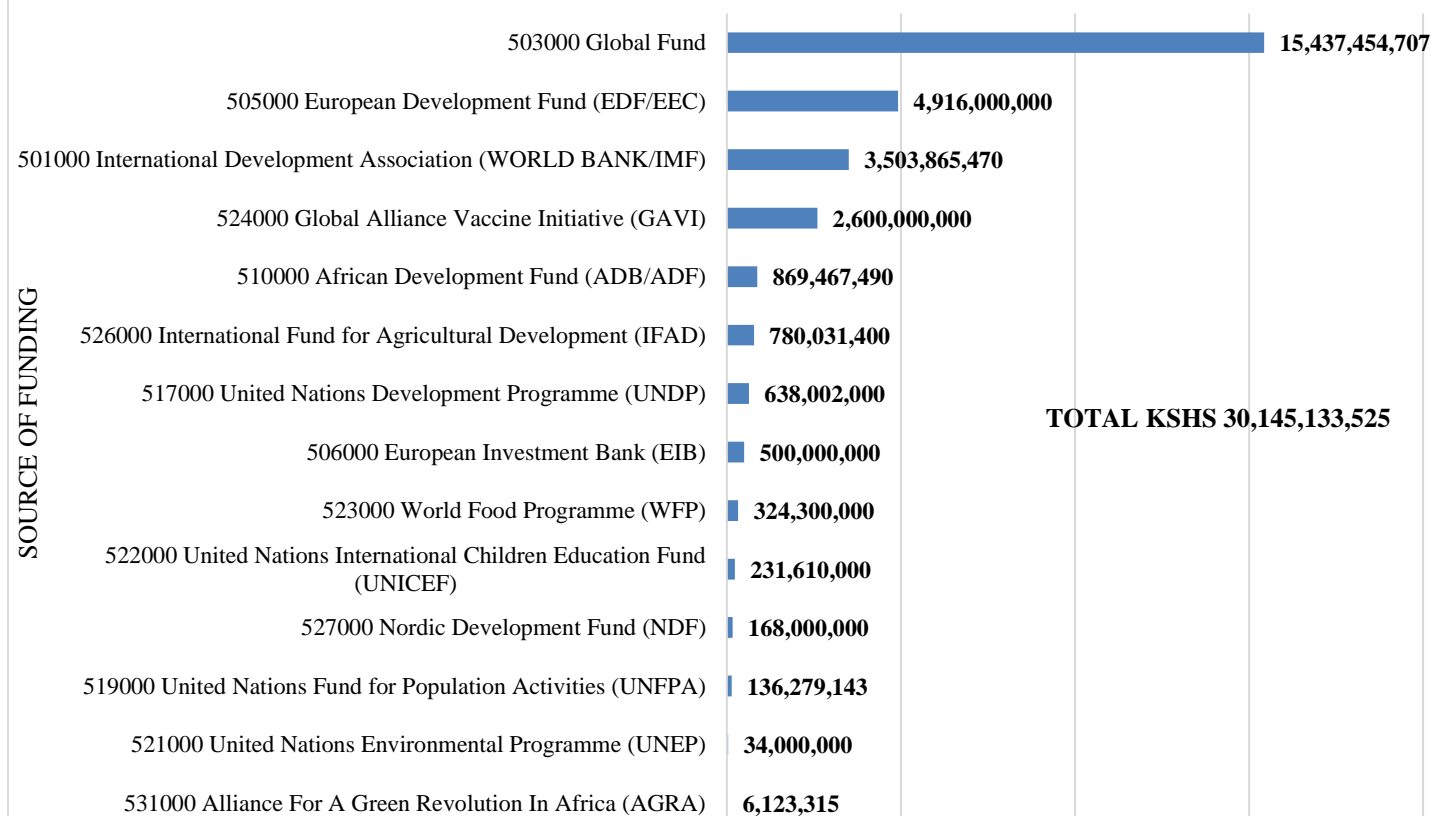 503000 Global Fund 15,437,454,707
505000 European Development Fund (EDF/EEC) 4,916,000,000
501000 International Development Association (WORLD BANK/IMF) 3,503,865,470
524000 Global Alliance Vaccine Initiative (GAVI) 2,600,000,000
510000 African Development Fund (ADB/ADF) 869,467,490
526000 International Fund for Agricultural Development (IFAD) 780,031,400
517000 United Nations Development Programme (UNDP) 638,002,000
TOTAL KSHS 30,145,133,525
506000 European Investment Bank (EIB) 500,000,000
523000 World Food Programme (WFP) 324,300,000
522000 United Nations International Children Education Fund
(UNICEF) 231,610,000
527000 Nordic Development Fund (NDF) 168,000,000
519000 United Nations Fund for Population Activities (UNFPA) 136,279,143
521000 United Nations Environmental Programme (UNEP) 34,000,000
531000 Alliance For A Green Revolution In Africa (AGRA) 6,123,315
SOURCE OF FUNDING